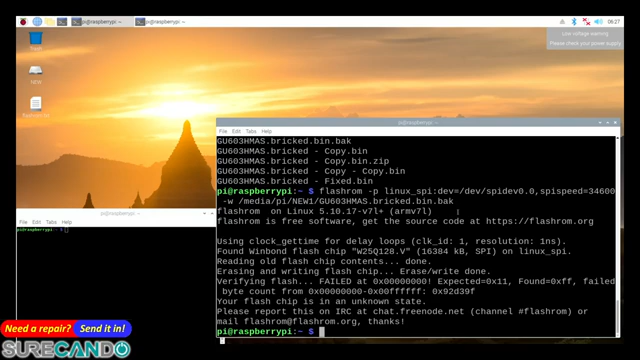 pi@raspberrypi: ~
pi@raspberrypi: ~
06:27
Low voltage warning
Please check your power supply
Trash
NEW
pi@raspberrypi: ~
File Edit Tabs Help
GU603HMAS.bricked.bin.bak
GU603HMAS.bricked - Copy.bin
GU603HMAS.bricked - Copy.bin.zip
GU603HMAS.bricked - Copy - Copy.bin
GU603HMAS.bricked - Fixed.bin
pi@raspberrypi:~ $ flashrom -p linux_spi:dev=/dev/spidev0.0,spispeed=34600
-w /media/pi/NEW1/GU603HMAS.bricked.bin.bak
flashrom on Linux 5.10.17-v7l+ (armv7l)
flashrom is free software, get the source code at https://flashrom.org
Using clock_gettime for delay loops (clk_id: 1, resolution: 1ns).
Found Winbond flash chip "W25Q128.V" (16384 kB, SPI) on linux_spi.
Reading old flash chip contents... done.
Erasing and writing flash chip... Erase/write done.
Verifying flash... FAILED at 0x00000000! Expected=0x11, Found=0xff, failed
byte count from 0x00000000-0x00ffffff: 0x92d39f
Your flash chip is in an unknown state.
Please report this on IRC at chat.freenode.net (channel #flashrom) or
mail flashrom@flashrom.org, thanks!
pi@raspberrypi:~ $
pi@raspberrypi: ~
File Edit Tabs Help
pi@raspberrypi:~ $
Need a repair? Send it in!
SURECANDO